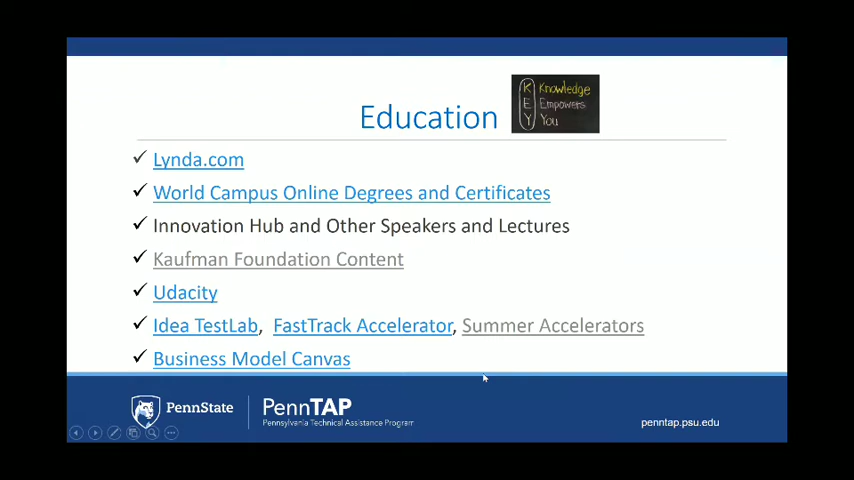 Education
K Knowledge
E Empowers
Y You
✓ Lynda.com
✓ World Campus Online Degrees and Certificates
✓ Innovation Hub and Other Speakers and Lectures
✓ Kaufman Foundation Content
✓ Udacity
✓ Idea TestLab, FastTrack Accelerator, Summer Accelerators
✓ Business Model Canvas
PennState
PennTAP
Pennsylvania Technical Assistance Program
penntap.psu.edu